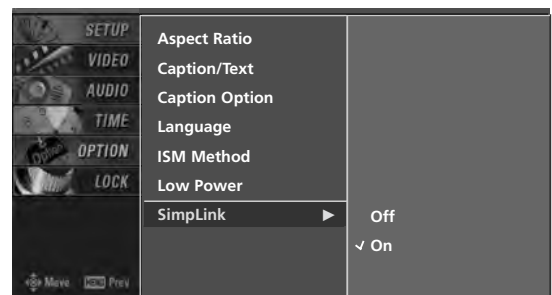 SETUP
VIDEO
AUDIO
TIME
OPTION
LOCK
Move MENU Prev
Aspect Ratio
Caption/Text
Caption Option
Language
ISM Method
Low Power
SimpLink ▶
Off
✓ On